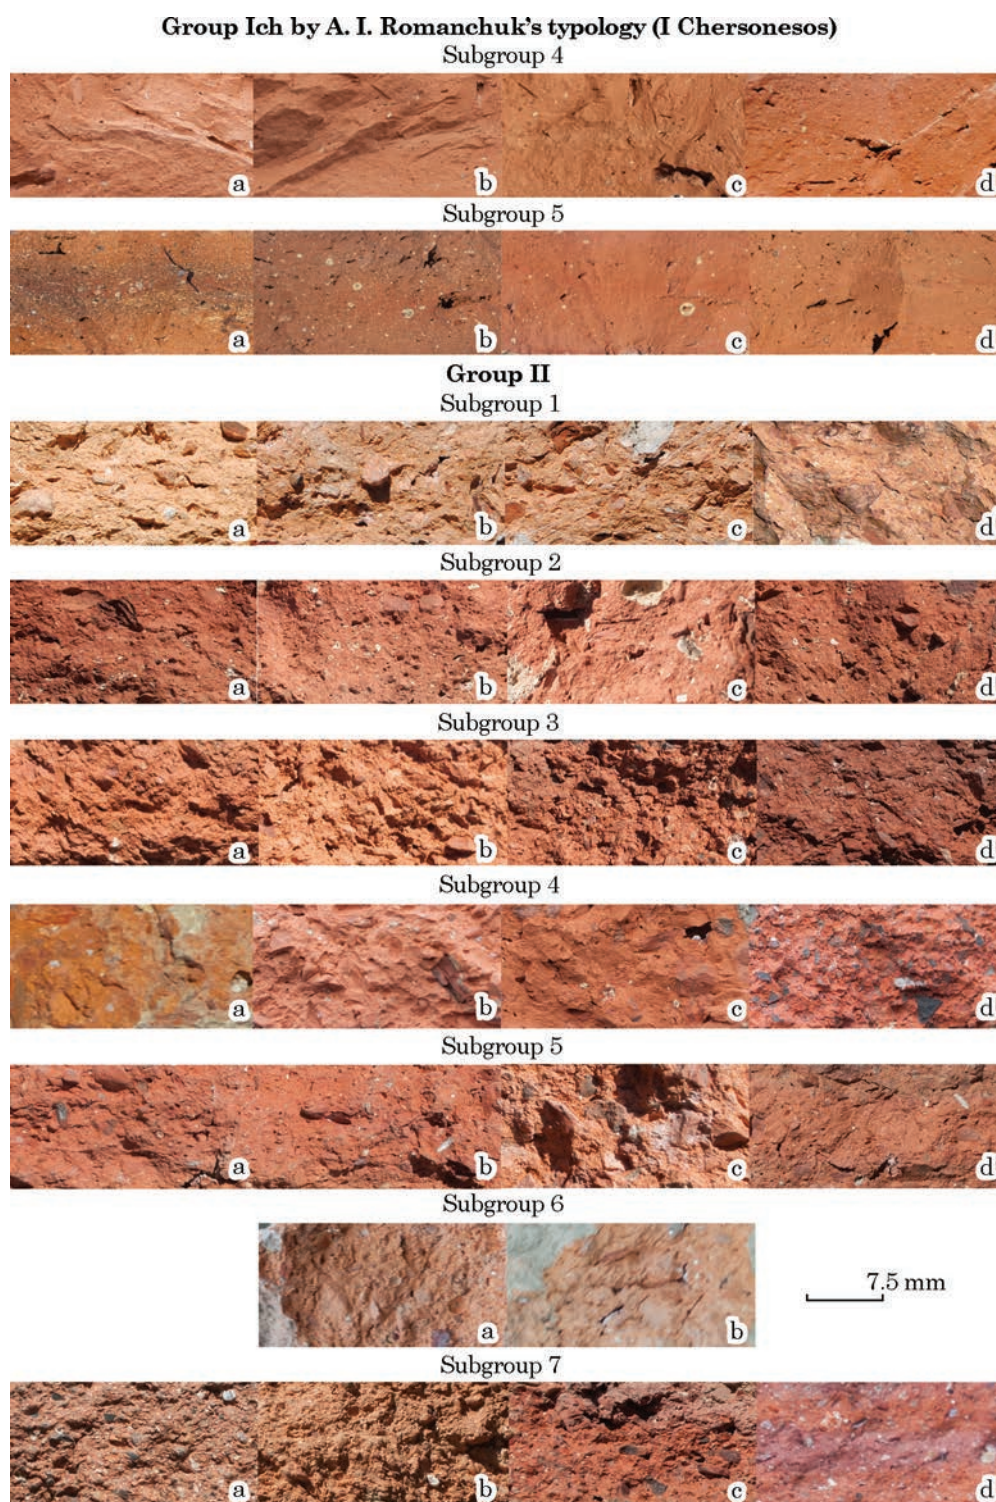 Group Ich by A. I. Romanchuk's typology (I Chersonesos)
Subgroup 4
a b c d
Subgroup 5
a b c d
Group II
Subgroup 1
a b c d
Subgroup 2
a b c d
Subgroup 3
a b c d
Subgroup 4
a b c d
Subgroup 5
a b c d
Subgroup 6
7.5 mm
a b
Subgroup 7
a b c d